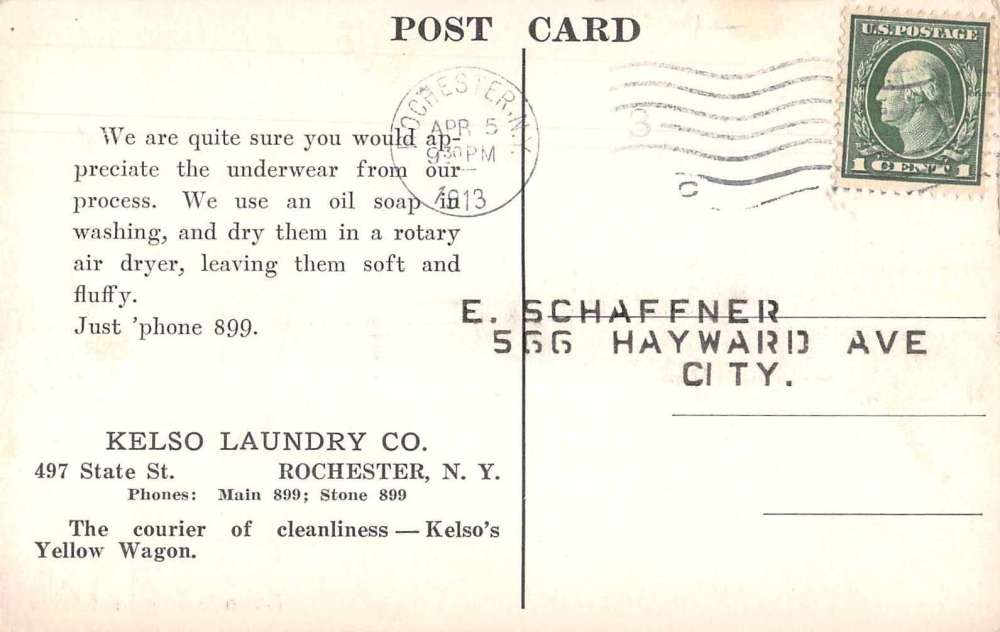 POST CARD
U.S. POSTAGE
1 CENT 1
ROCHESTER, N.Y.
APR 5
930 PM
1913
3
C
We are quite sure you would ap-
preciate the underwear from our
process. We use an oil soap in
washing, and dry them in a rotary
air dryer, leaving them soft and
fluffy.
Just 'phone 899.
E. SCHAFFNER
566 HAYWARD AVE
CITY.
KELSO LAUNDRY CO.
497 State St. ROCHESTER, N. Y.
Phones: Main 899; Stone 899
The courier of cleanliness — Kelso's
Yellow Wagon.